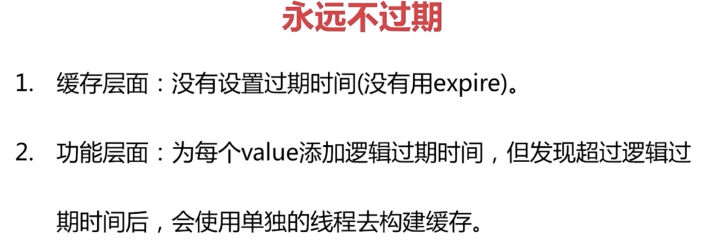 永远不过期
1. 缓存层面：没有设置过期时间(没有用expire)。
2. 功能层面：为每个value添加逻辑过期时间，但发现超过逻辑过
期时间后，会使用单独的线程去构建缓存。